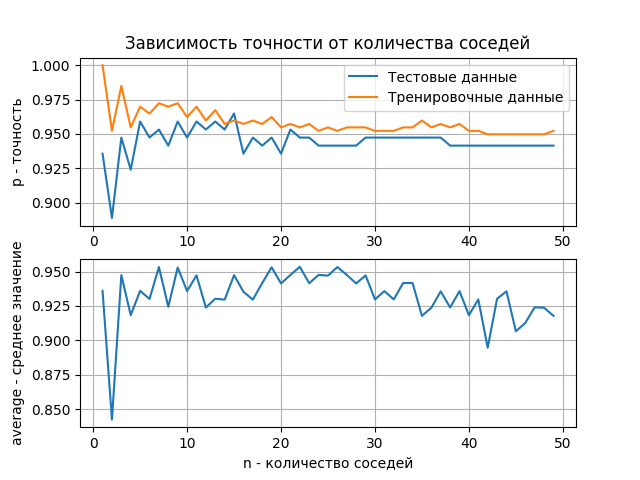 Зависимость точности от количества соседей
p - точность
1.000
0.975
0.950
0.925
0.900
Тестовые данные
Тренировочные данные
0 10 20 30 40 50
average - среднее значение
0.950
0.925
0.900
0.875
0.850
0 10 20 30 40 50
n - количество соседей